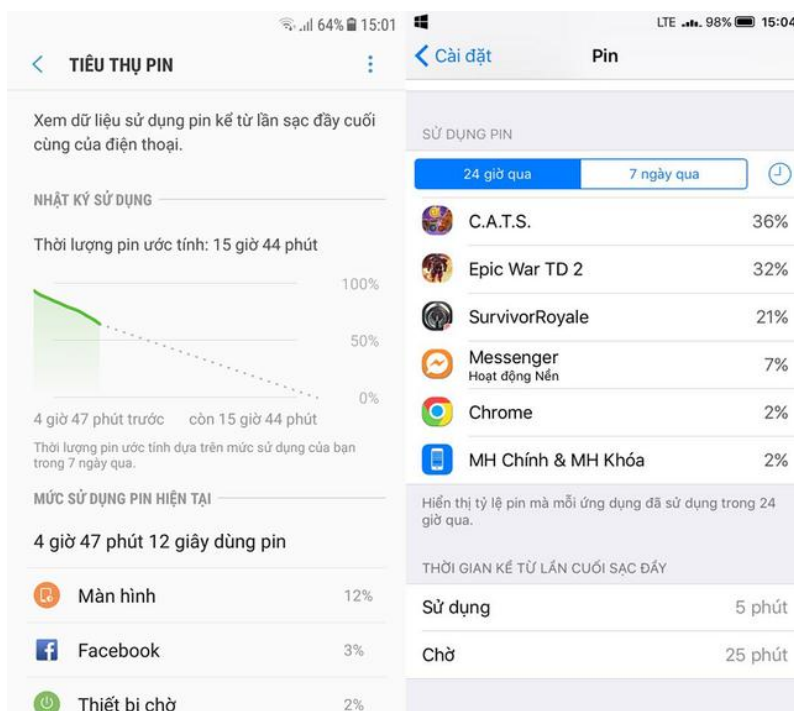 64% 15:01
TIÊU THỤ PIN
Xem dữ liệu sử dụng pin kể từ lần sạc đầy cuối
cùng của điện thoại.
NHẬT KÝ SỬ DỤNG
Thời lượng pin ước tính: 15 giờ 44 phút
100%
50%
0%
4 giờ 47 phút trước còn 15 giờ 44 phút
Thời lượng pin ước tính dựa trên mức sử dụng của bạn
trong 7 ngày qua.
MỨC SỬ DỤNG PIN HIỆN TẠI
4 giờ 47 phút 12 giây dùng pin
Màn hình 12%
Facebook 3%
Thiết bị chờ 2%
LTE 98% 15:04
Cài đặt Pin
SỬ DỤNG PIN
24 giờ qua 7 ngày qua
C.A.T.S. 36%
Epic War TD 2 32%
SurvivorRoyale 21%
Messenger 7%
Hoạt động Nền
Chrome 2%
MH Chính & MH Khóa 2%
Hiển thị tỷ lệ pin mà mỗi ứng dụng đã sử dụng trong 24
giờ qua.
THỜI GIAN KỂ TỪ LẦN CUỐI SẠC ĐẦY
Sử dụng 5 phút
Chờ 25 phút